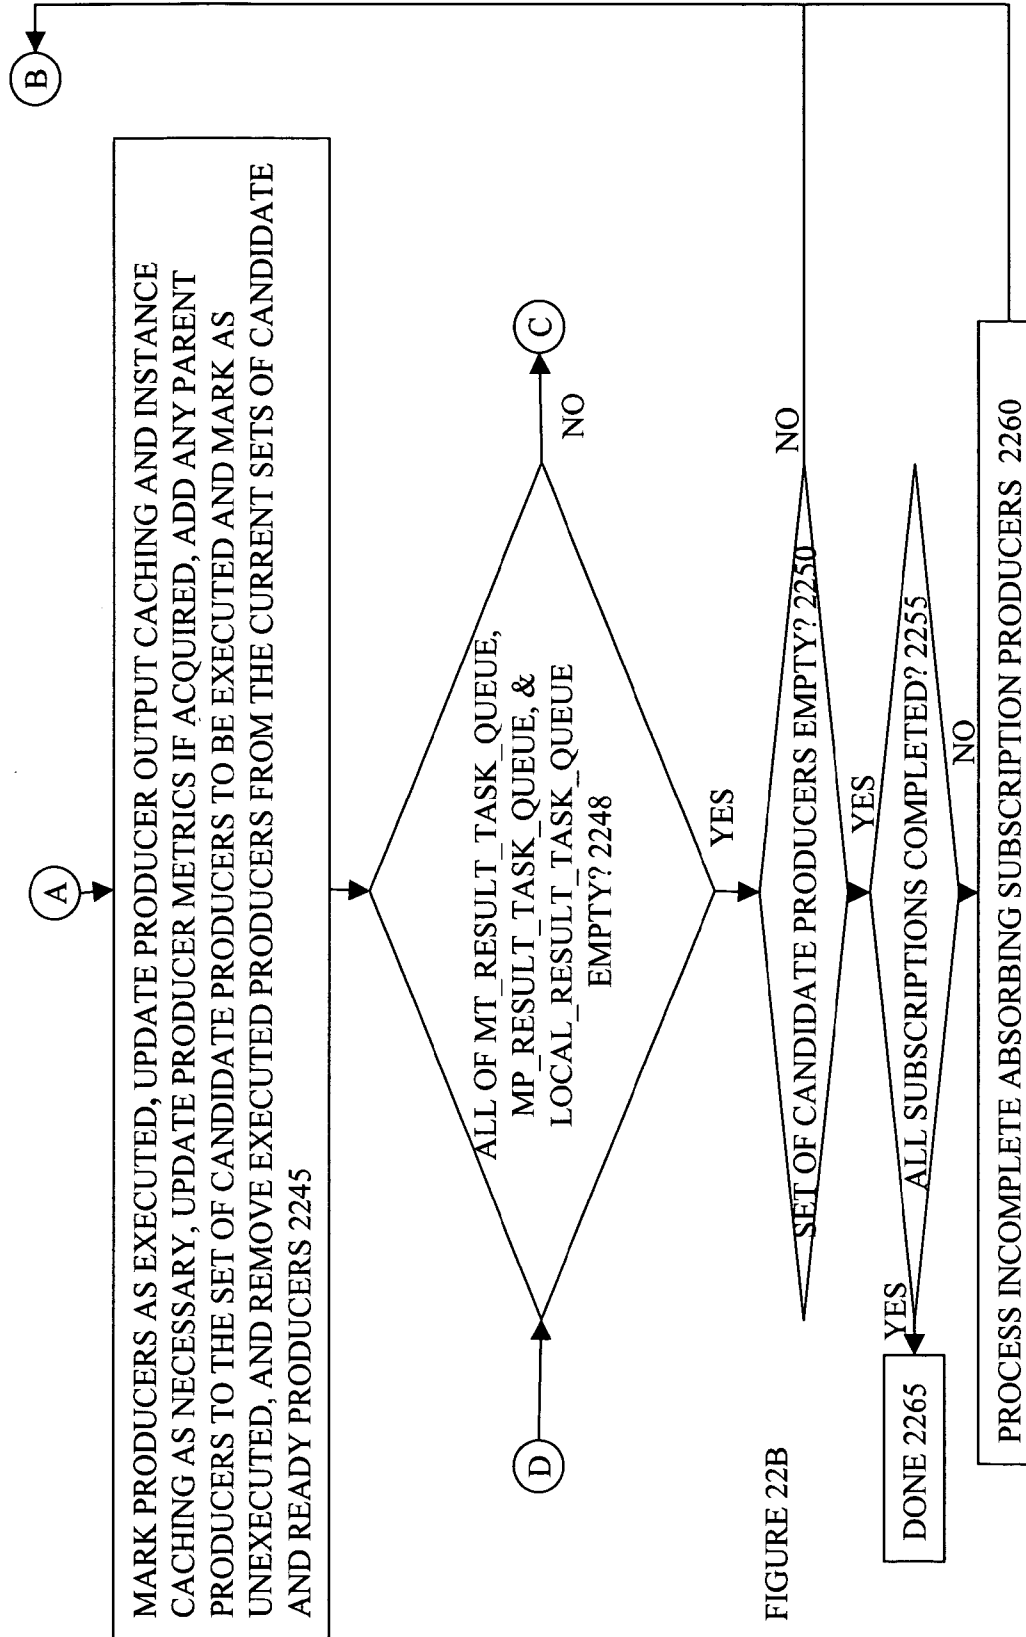 A
B
MARK PRODUCERS AS EXECUTED, UPDATE PRODUCER OUTPUT CACHING AND INSTANCE
CACHING AS NECESSARY, UPDATE PRODUCER METRICS IF ACQUIRED, ADD ANY PARENT
PRODUCERS TO THE SET OF CANDIDATE PRODUCERS TO BE EXECUTED AND MARK AS
UNEXECUTED, AND REMOVE EXECUTED PRODUCERS FROM THE CURRENT SETS OF CANDIDATE
AND READY PRODUCERS 2245
D
ALL OF MT_RESULT_TASK_QUEUE,
MP_RESULT_TASK_QUEUE, &
LOCAL_RESULT_TASK_QUEUE
EMPTY? 2248
C
NO
YES
FIGURE 22B
SET OF CANDIDATE PRODUCERS EMPTY? 2250
NO
YES
ALL SUBSCRIPTIONS COMPLETED? 2255
YES
DONE 2265
NO
PROCESS INCOMPLETE ABSORBING SUBSCRIPTION PRODUCERS 2260